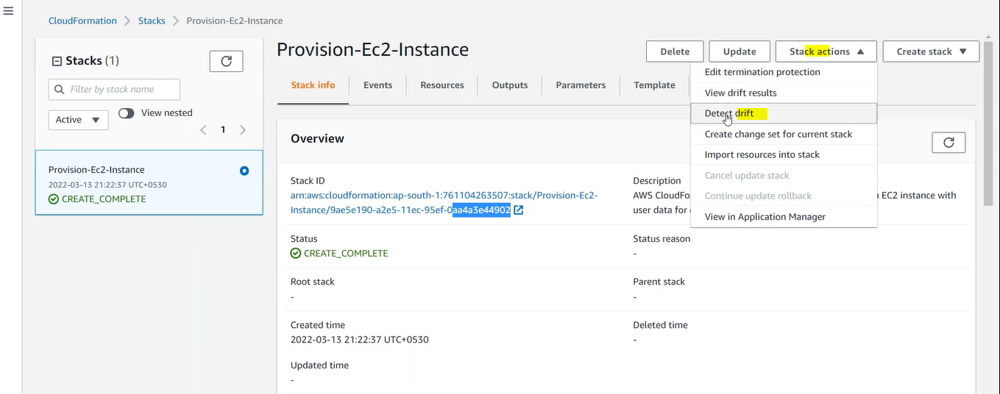 CloudFormation > Stacks > Provision-Ec2-Instance
Stacks (1)
Filter by stack name
Active
View nested
1
Provision-Ec2-Instance
2022-03-13 21:22:37 UTC+0530
CREATE_COMPLETE
Provision-Ec2-Instance
Delete Update Stack actions Create stack
Edit termination protection
View drift results
Detect drift
Create change set for current stack
Import resources into stack
Cancel update stack
Continue update rollback
View in Application Manager
Stack info Events Resources Outputs Parameters Template
Overview
Stack ID
arn:aws:cloudformation:ap-south-1:761104263507:stack/Provision-Ec2-
Instance/9ae5e190-a2e5-11ec-95ef-0aa4a3e44902
Description
AWS EC2 instance with
user data for
Status
CREATE_COMPLETE
Status reason
-
Root stack
-
Parent stack
-
Created time
2022-03-13 21:22:37 UTC+0530
Deleted time
-
Updated time
-